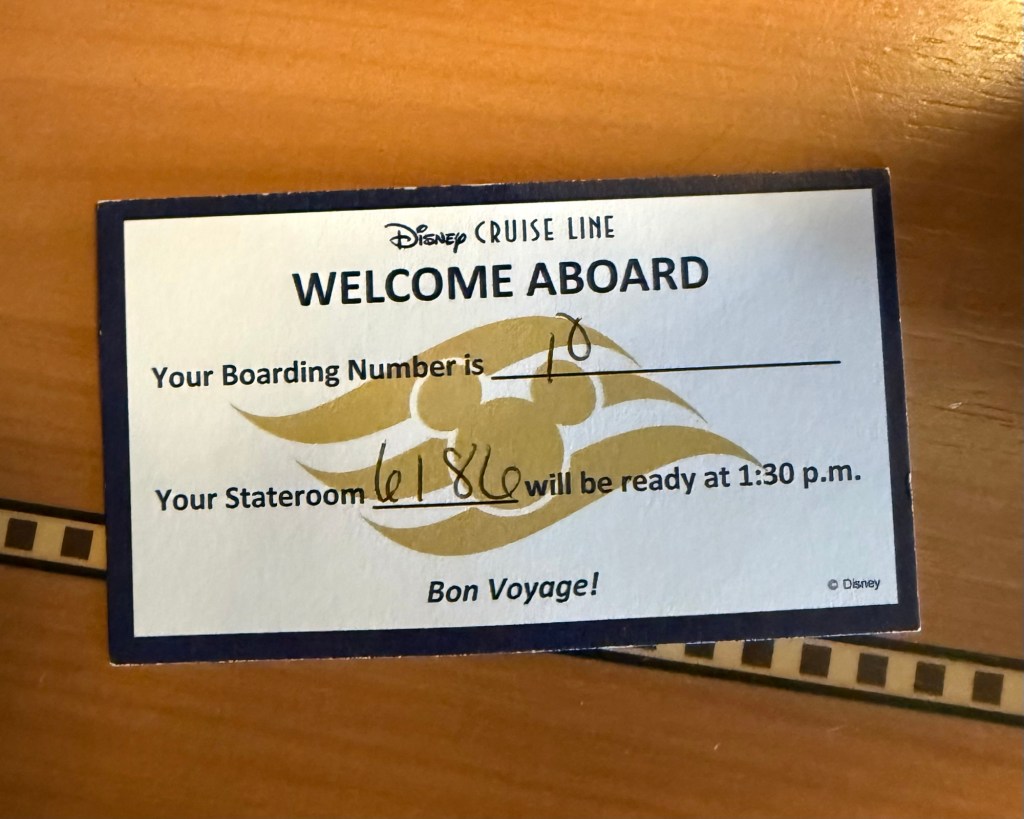 Disney CRUISE LINE
WELCOME ABOARD
Your Boarding Number is 10
Your Stateroom 6186 will be ready at 1:30 p.m.
Bon Voyage!
© Disney